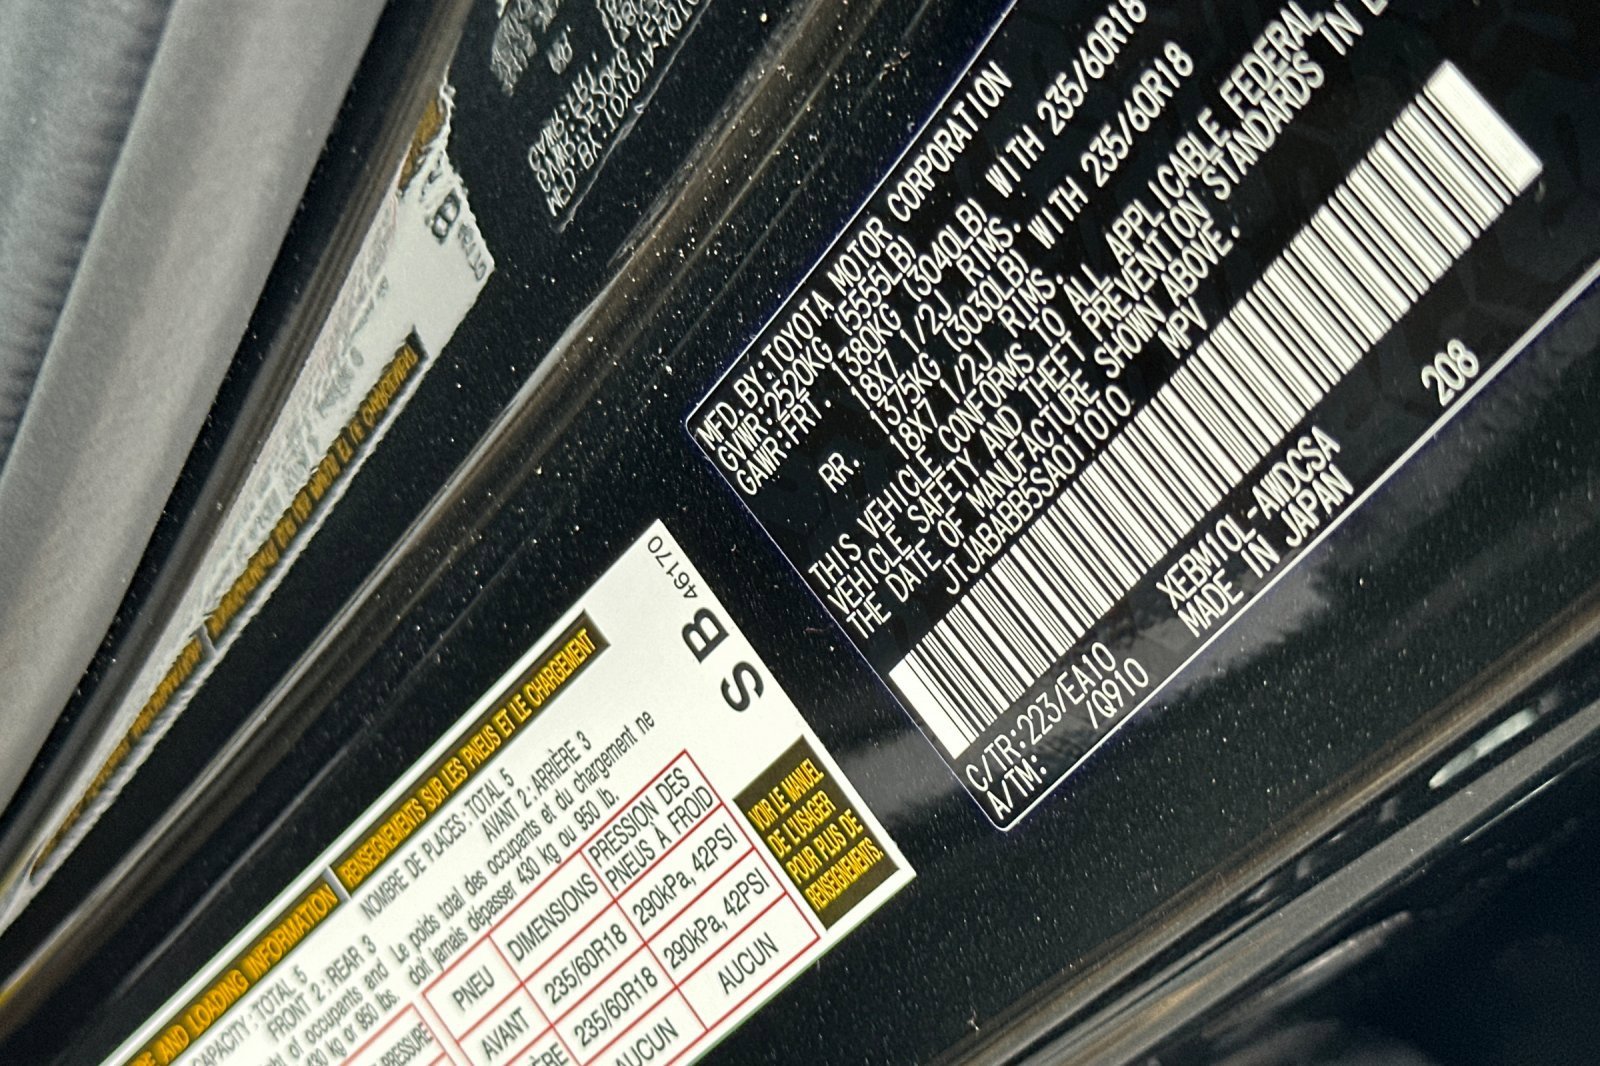 MFD.BY:TOYOTA MOTOR CORPORATION
GVWR:2520KG (5555LB)
GAWR:FRT. 1380KG (3040LB) WITH 235/60R18
18X7 1/2J RIMS.
RR. 1375KG (3030LB) WITH 235/60R18
18X7 1/2J RIMS.
THIS VEHICLE CONFORMS TO ALL APPLICABLE FEDERAL
VEHICLE SAFETY AND THEFT PREVENTION STANDARDS IN
THE DATE OF MANUFACTURE SHOWN ABOVE.
JTJABABB5SA011010 MPV
208
C/TR:223/EA10 XEBM10L-AWDCSA
A/TM: /Q910 MADE IN JAPAN
46170
S B
AND LOADING INFORMATION
RENSEIGNEMENTS SUR LES PNEUS ET LE CHARGEMENT
CAPACITY:TOTAL 5
FRONT 2:REAR 3
of occupants and
430 kg or 950 lbs.
NOMBRE DE PLACES:TOTAL 5
AVANT 2:ARRIÈRE 3
Le poids total des occupants et du chargement ne
doit jamais dépasser 430 kg ou 950 lb.
PRESSURE
PNEU DIMENSIONS PRESSION DES
PNEUS À FROID
AVANT 235/60R18 290kPa, 42PSI
235/60R18 290kPa, 42PSI
AUCUN AUCUN
VOIR LE MANUEL
DE L'USAGER
POUR PLUS DE
RENSEIGNEMENTS.